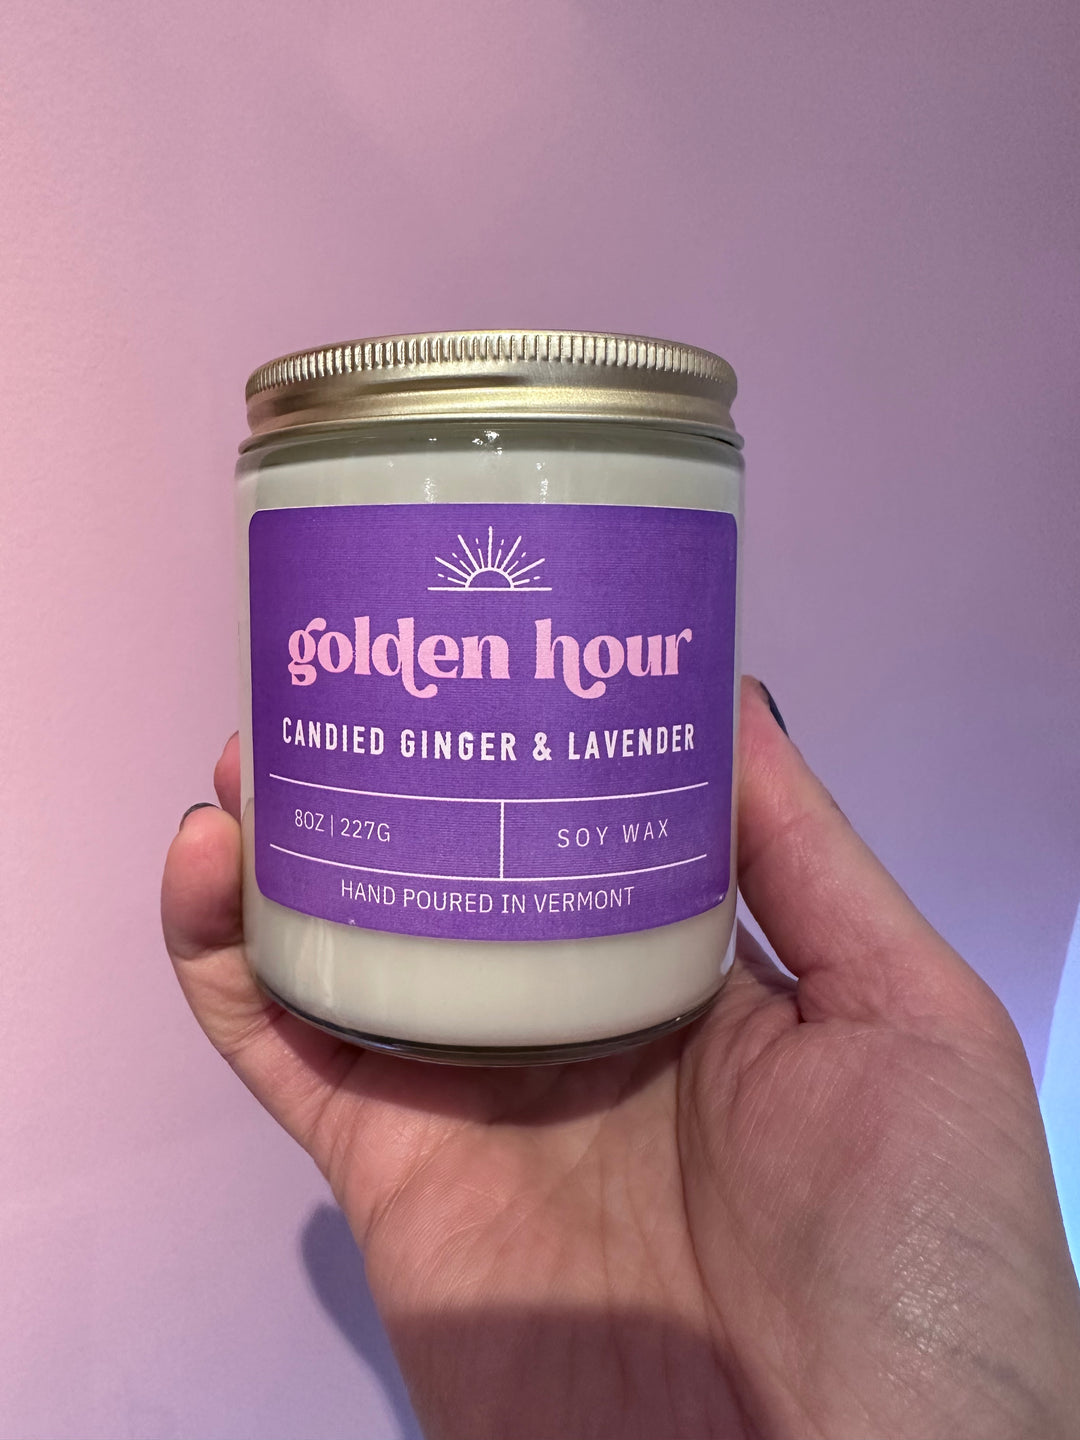 golden hour
CANDIED GINGER & LAVENDER
8OZ | 227G
SOY WAX
HAND POURED IN VERMONT